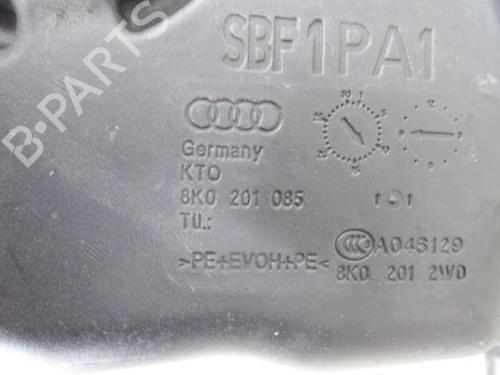 SBF1PA1
Germany
KTO
8K0 201 085
TÜ.:
>PE+EVOH+PE<
A046129
8K0 201 2WD
B-PARTS